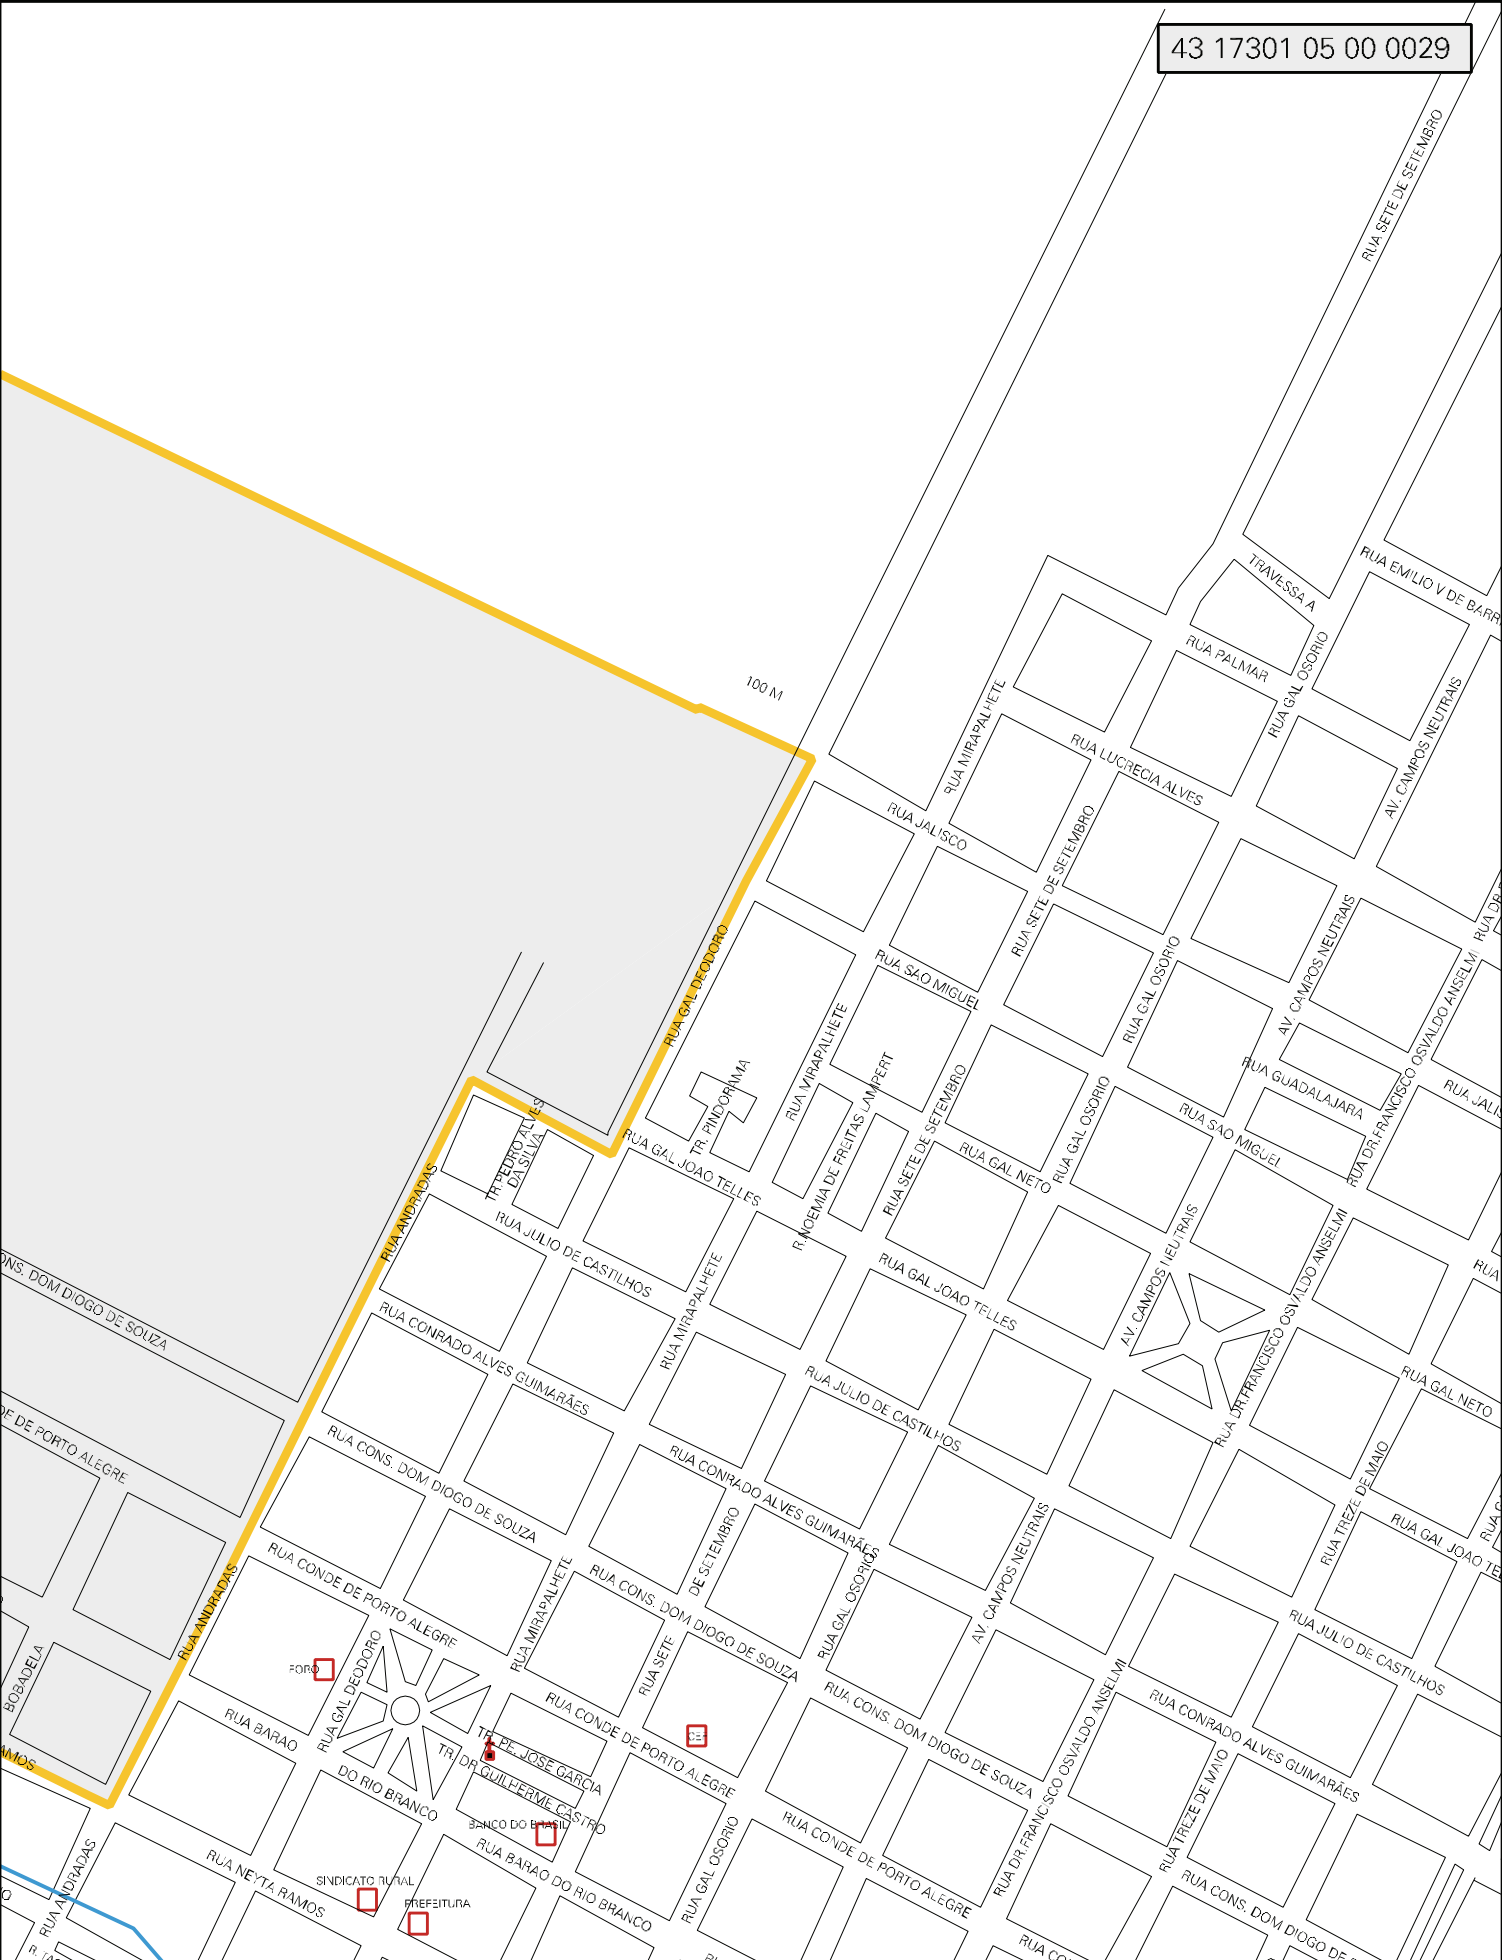 43 17301 05 00 0029
RUA SETE DE SETEMBRO
RUA EMILIO V DE BARR
TRAVESSA A
RUA PALMAR
RUA GAL OSORIO
100 M
RUA MIRAPALHETE
AV. CAMPOS NEUTRAIS
RUA LUCRECIA ALVES
RUA JALISCO
RUA SETE DE SETEMBRO
RUA DR.F
AV. CAMPOS NEUTRAIS
RUA GAL DEODORO
RUA SAO MIGUEL
RUA GAL OSORIO
RUA DR.FRANCISCO OSVALDO ANSELMI
RUA MIRAPALHETE
R.NOEMIA DE FREITAS LAMPERT
TR. PINDORAMA
RUA SETE DE SETEMBRO
RUA GUADALAJARA
RUA JALIS
RUA GAL OSORIO
TR.PEDRO ALVES
DA SILVA
RUA GAL JOAO TELLES
RUA GAL NETO
RUA SAO MIGUEL
RUA ANDRADAS
RUA JULIO DE CASTILHOS
AV. CAMPOS NEUTRAIS
RUA DR.FRANCISCO OSVALDO ANSELMI
RUA
ONS. DOM DIOGO DE SOUZA
RUA MIRAPALHETE
RUA GAL JOAO TELLES
RUA CONRADO ALVES GUIMARÃES
RUA JULIO DE CASTILHOS
RUA GAL NETO
DE DE PORTO ALEGRE
RUA CONS. DOM DIOGO DE SOUZA
RUA CONRADO ALVES GUIMARÃES
RUA TREZE DE MAIO
RUA G
RUA GAL JOAO TE
DE SETEMBRO
AV. CAMPOS NEUTRAIS
RUA CONDE DE PORTO ALEGRE
RUA CONS. DOM DIOGO DE SOUZA
RUA GAL OSORIO
RUA MIRAPALHETE
RUA ANDRADAS
RUA SETE
RUA JULIO DE CASTILHOS
FORO
RUA GAL DEODORO
BOBADELA
RUA DR.FRANCISCO OSVALDO ANSELMI
RUA CONS. DOM DIOGO DE SOUZA
RUA CONRADO ALVES GUIMARÃES
RUA BARAO
DO RIO BRANCO
RUA CONDE DE PORTO ALEGRE
CEF
TR. PE. JOSE GARCIA
TR. DR.GUILHERME CASTRO
AMOS
RUA TREZE DE MAIO
BANCO DO BRASIL
RUA BARAO DO RIO BRANCO
RUA GAL OSORIO
RUA CONDE DE PORTO ALEGRE
RUA NEYTA RAMOS
SINDICATO RURAL
PREFEITURA
RUA ANDRADAS
RUA CONS. DOM DIOGO DE
RUA CO